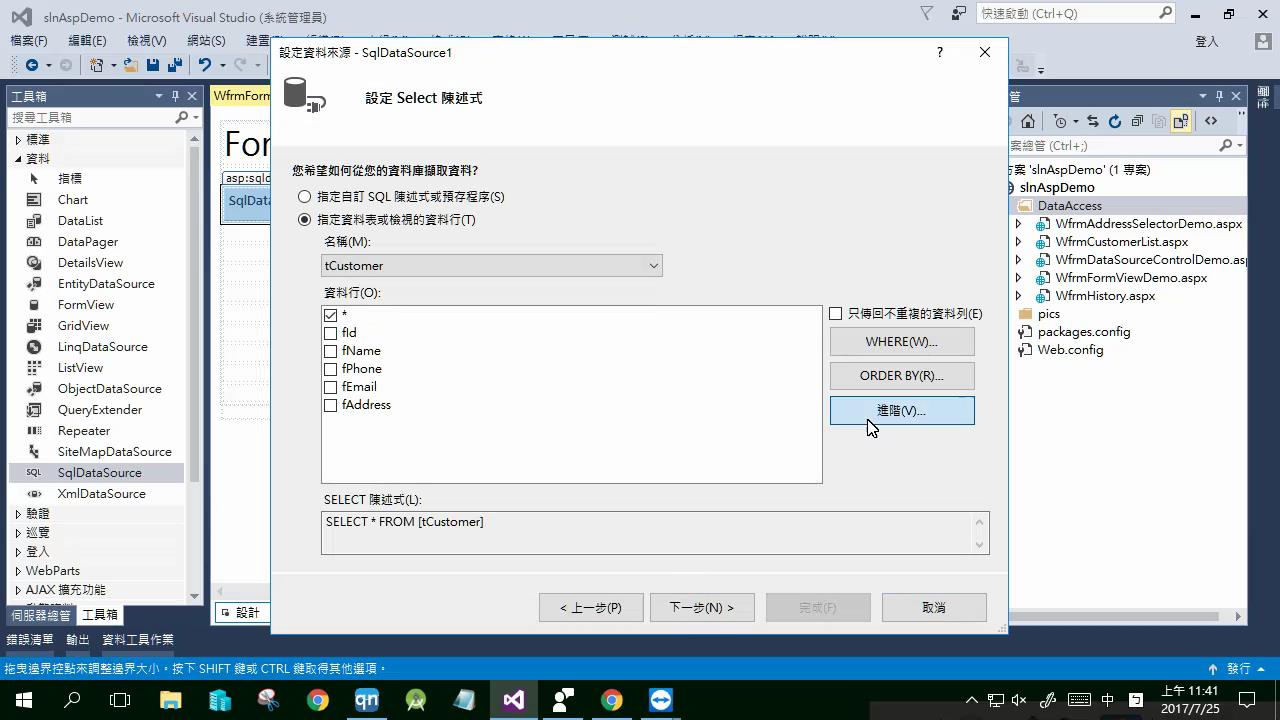 slnAspDemo - Microsoft Visual Studio (系統管理員)
快速啟動 (Ctrl+Q)
檔案(F) 編輯(E) 檢視(V) 網站(S)
登入
工具箱
搜尋工具箱
標準
資料
指標
Chart
DataList
DataPager
DetailsView
EntityDataSource
FormView
GridView
LinqDataSource
ListView
ObjectDataSource
QueryExtender
Repeater
SiteMapDataSource
SQL SqlDataSource
XmlDataSource
驗證
巡覽
登入
WebParts
AJAX 擴充功能
伺服器總管 工具箱
WfrmForm
For
asp:sqld
SqlData
設計
設定資料來源 - SqlDataSource1
?
設定 Select 陳述式
您希望如何從您的資料庫擷取資料?
指定自訂 SQL 陳述式或預存程序(S)
指定資料表或檢視的資料行(T)
名稱(M):
tCustomer
資料行(O):
*
fId
fName
fPhone
fEmail
fAddress
只傳回不重複的資料列(E)
WHERE(W)...
ORDER BY(R)...
進階(V)...
SELECT 陳述式(L):
SELECT * FROM [tCustomer]
< 上一步(P) 下一步(N) > 完成(F) 取消
管
案總管 (Ctrl+;)
方案 'slnAspDemo' (1 專案)
slnAspDemo
DataAccess
WfrmAddressSelectorDemo.aspx
WfrmCustomerList.aspx
WfrmDataSourceControlDemo.asp
WfrmFormViewDemo.aspx
WfrmHistory.aspx
pics
packages.config
Web.config
錯誤清單 輸出 資料工具作業
拖曳邊界控點來調整邊界大小。按下 SHIFT 鍵或 CTRL 鍵取得其他選項。
發行
qn
中
上午 11:41
2017/7/25